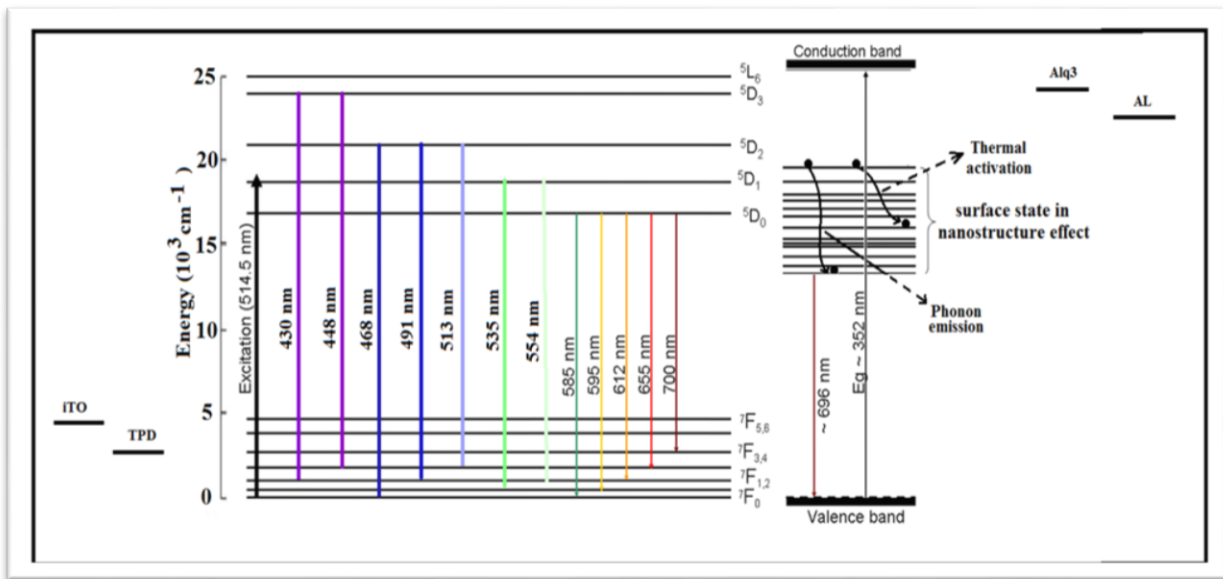 Conduction band
25
⁵L₆
⁵D₃
Alq3
AL
20
⁵D₂
Thermal
activation
⁵D₁
⁵D₀
surface state in
nanostructure effect
15
Energy (10³ cm⁻¹)
Excitation (514.5 nm)
430 nm
448 nm
468 nm
491 nm
513 nm
535 nm
554 nm
585 nm
595 nm
612 nm
655 nm
700 nm
~696 nm
Eg ~ 352 nm
Phonon
emission
10
5
iTO
TPD
⁷F₅,₆
⁷F₃,₄
⁷F₁,₂
⁷F₀
0
Valence band